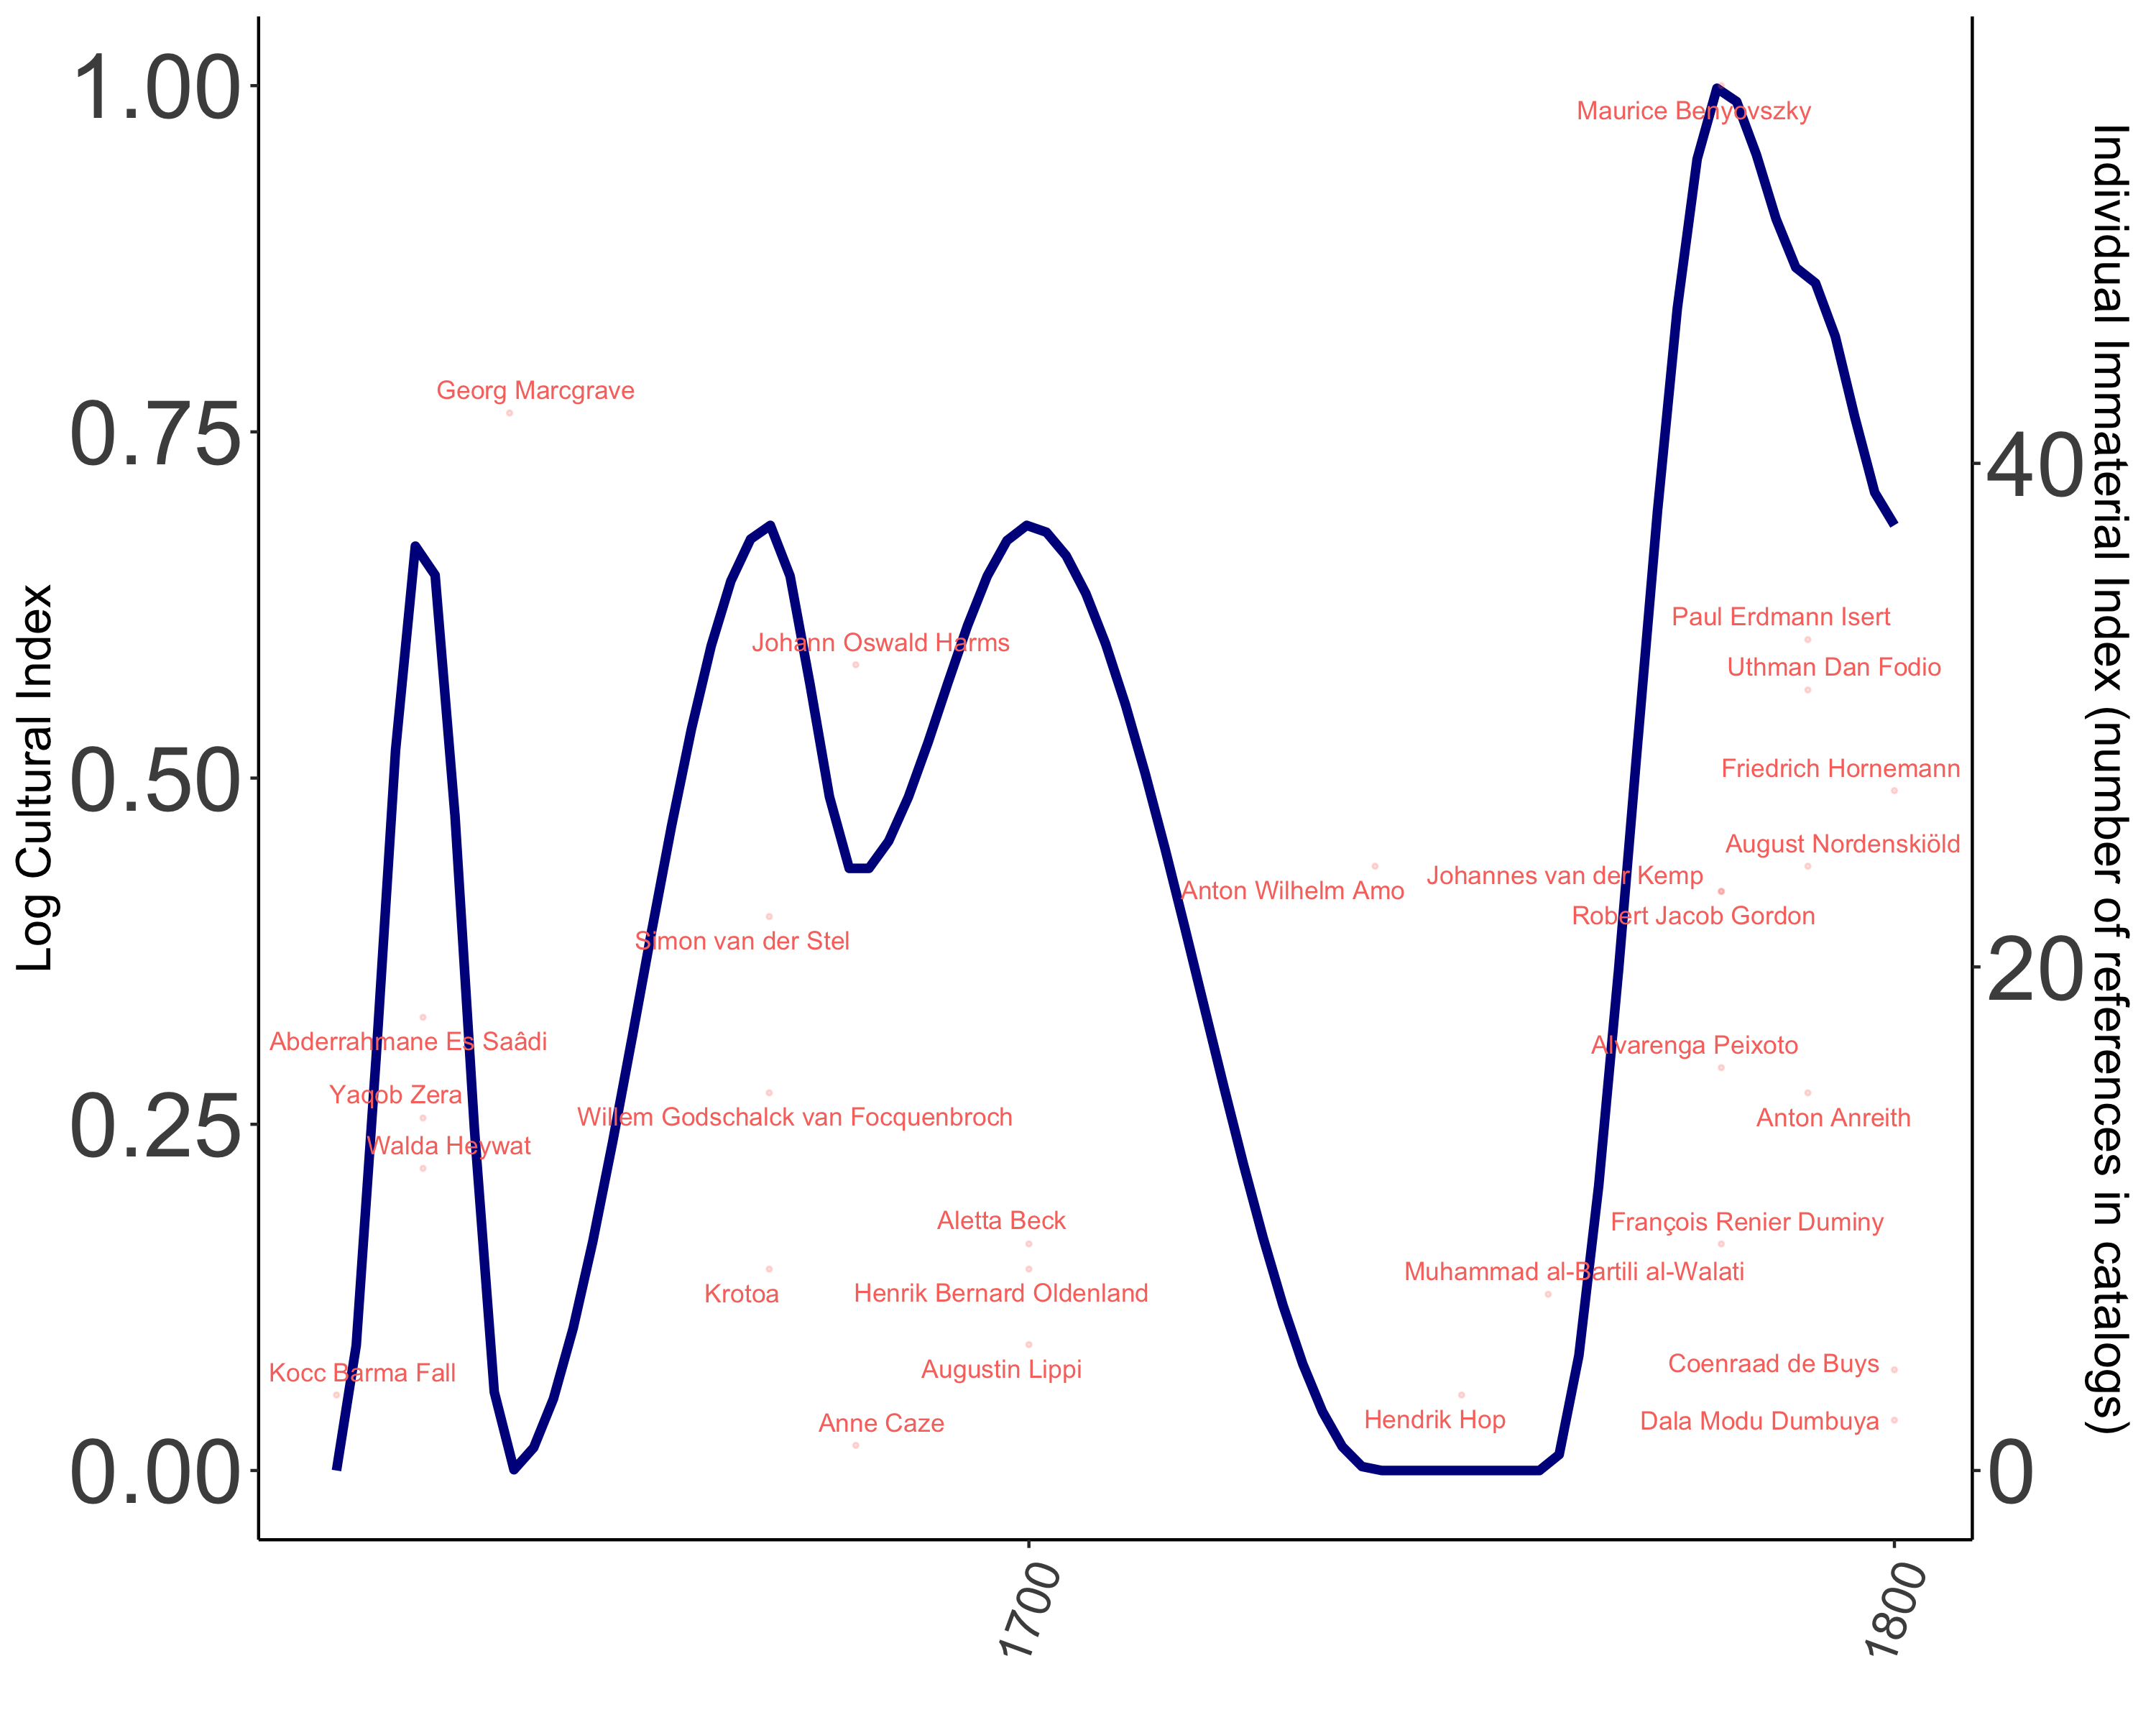 1.00
0.75
0.50
0.25
0.00
Log Cultural Index
Maurice Benyovszky
Georg Marcgrave
Paul Erdmann Isert
Johann Oswald Harms
Uthman Dan Fodio
Friedrich Hornemann
August Nordenskiöld
Johannes van der Kemp
Anton Wilhelm Amo
Robert Jacob Gordon
Simon van der Stel
Abderrahmane Es Saâdi
Alvarenga Peixoto
Yaqob Zera
Willem Godschalck van Focquenbroch
Anton Anreith
Walda Heywat
Aletta Beck
François Renier Duminy
Muhammad al-Bartili al-Walati
Krotoa
Henrik Bernard Oldenland
Coenraad de Buys
Augustin Lippi
Kocc Barma Fall
Hendrik Hop
Dala Modu Dumbuya
Anne Caze
40
20
0
Individual Immaterial Index (number of references in catalogs)
1700
1800